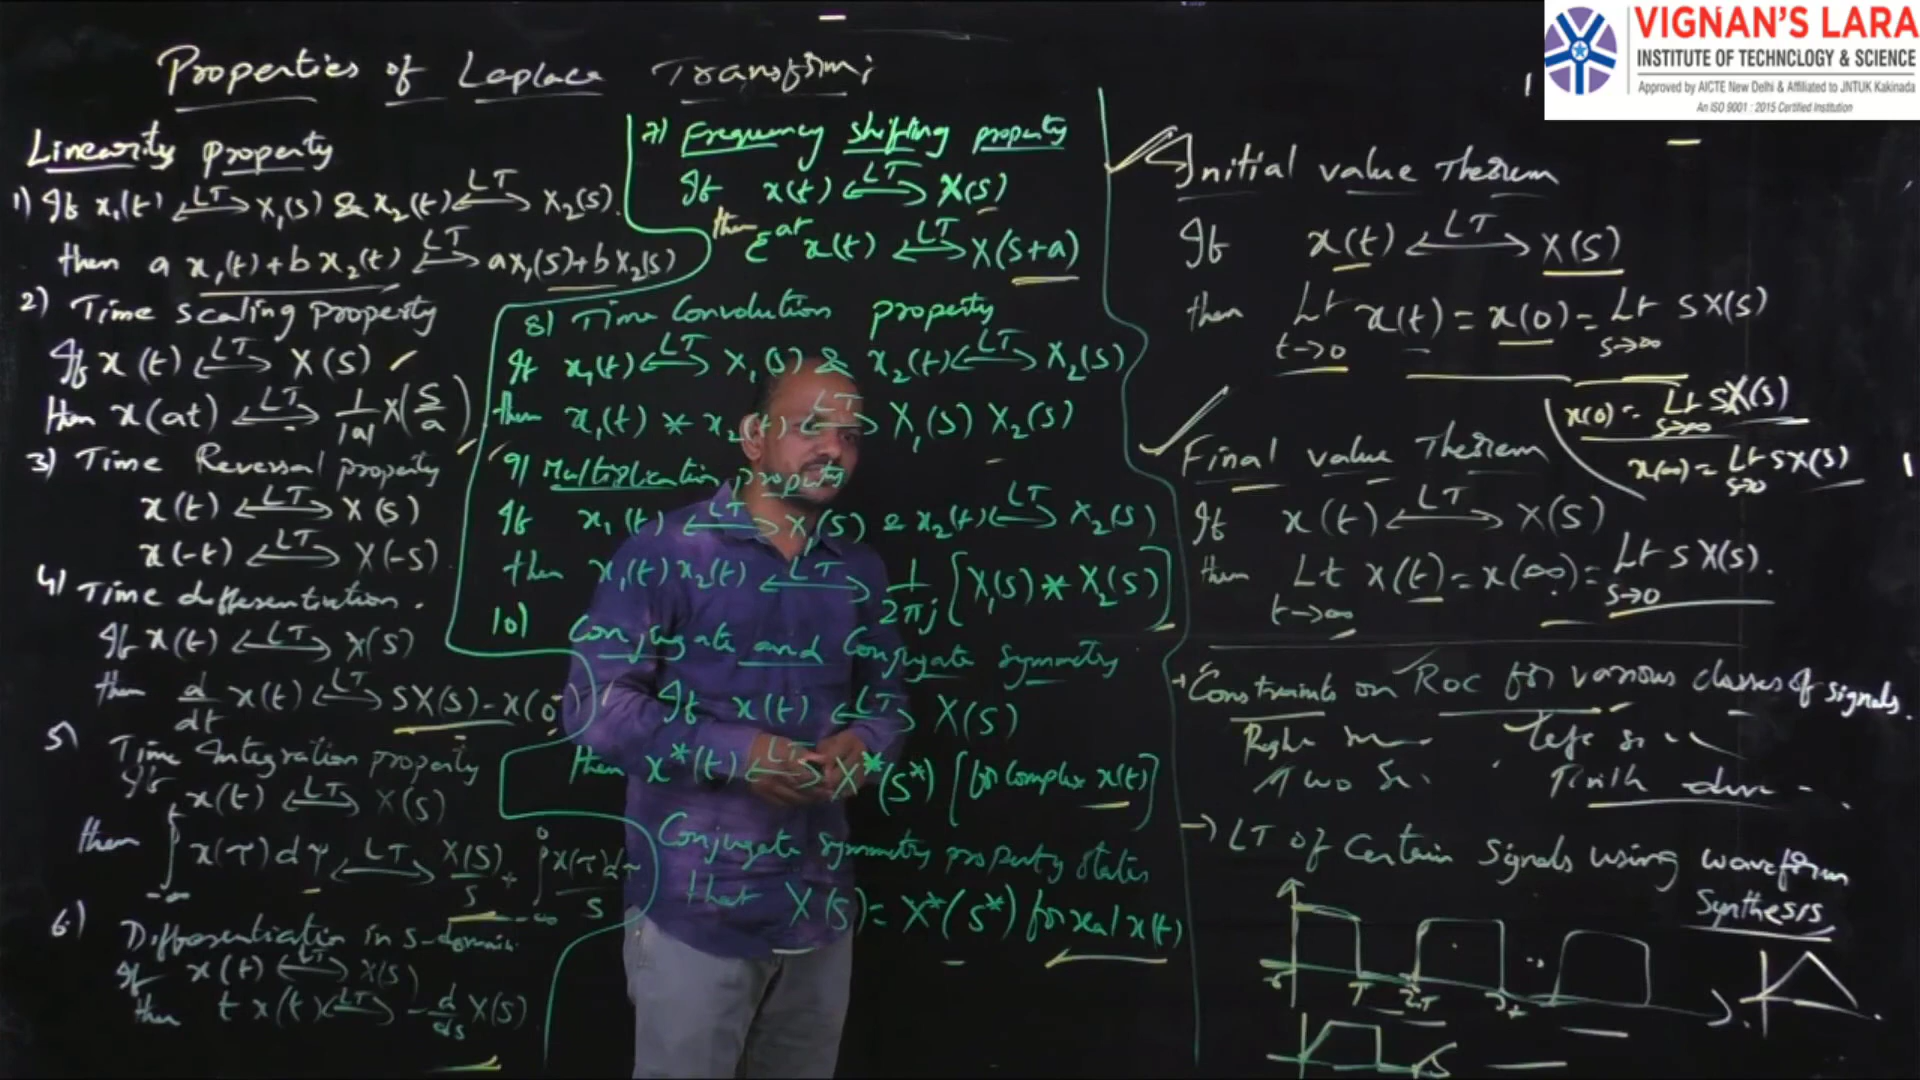 VIGNAN'S LARA
INSTITUTE OF TECHNOLOGY & SCIENCE
Approved by AICTE New Delhi & Affiliated to JNTUK Kakinada
An ISO 9001 : 2015 Certified Institution
Properties of Laplace Transform;
Linearity property
1) If x₁(t) ⟷LT X₁(s) & x₂(t) ⟷LT X₂(s).
then a x₁(t) + b x₂(t) ⟷LT aX₁(s) + bX₂(s)
2) Time scaling property
If x(t) ⟷LT X(s)
then x(at) ⟷LT 1/|a| X(s/a)
3) Time Reversal property
x(t) ⟷LT X(s)
x(-t) ⟷LT X(-s)
4) Time differentiation.
If x(t) ⟷LT X(s)
then d/dt x(t) ⟷LT sX(s) - x(0⁻)
5) Time Integration property
If x(t) ⟷LT X(s)
then ∫ x(τ)dτ ⟷LT X(s)/s + ∫ x(τ)dτ / s
6) Differentiation in s-domain.
If x(t) ⟷LT X(s)
then t x(t) ⟷LT -d/ds X(s)
7) Frequency shifting property
If x(t) ⟷LT X(s)
then e^-at x(t) ⟷LT X(s+a)
8) Time Convolution property
If x₁(t) ⟷LT X₁(s) & x₂(t) ⟷LT X₂(s)
then x₁(t) * x₂(t) ⟷LT X₁(s) X₂(s)
9) Multiplication property
If x₁(t) ⟷LT X₁(s) & x₂(t) ⟷LT X₂(s)
then x₁(t) x₂(t) ⟷LT 1/2πj [X₁(s) * X₂(s)]
10) Conjugate and Conjugate Symmetry
If x(t) ⟷LT X(s)
then x*(t) ⟷LT X*(s*) [for complex x(t)]
Conjugate symmetry property states
that X(s) = X*(s*) for real x(t)
Initial value Theorem
If x(t) ⟷LT X(s)
then Lt t→0 x(t) = x(0) = Lt s→∞ sX(s)
x(0) = Lt s→∞ sX(s)
x(∞) = Lt s→0 sX(s)
Final value Theorem
If x(t) ⟷LT X(s)
then Lt t→∞ x(t) = x(∞) = Lt s→0 sX(s).
→ Constraints on ROC for various classes of signals.
→ LT of Certain Signals using waveform
Synthesis
T 2T